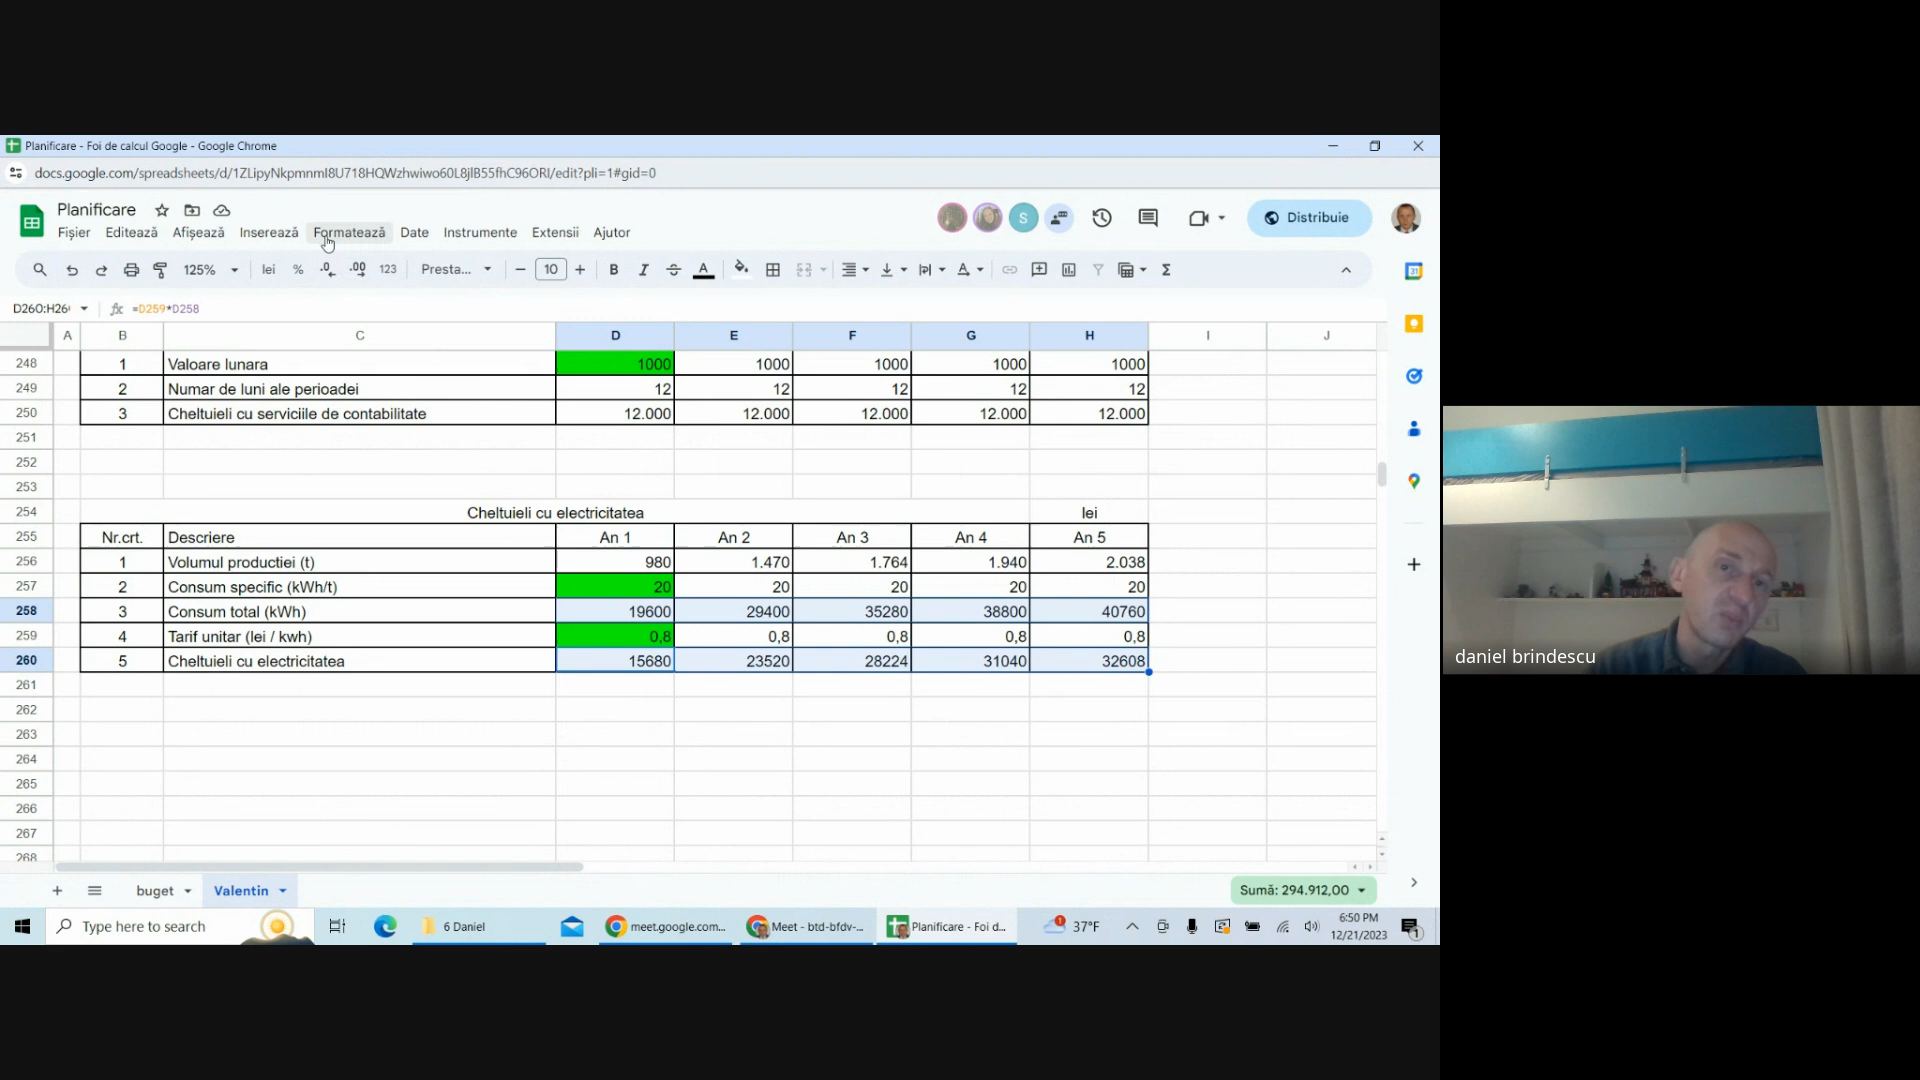 Planificare - Foi de calcul Google - Google Chrome
docs.google.com/spreadsheets/d/1ZLipyNkpmnmI8U718HQWzhwiwo60L8jlB55fhC96ORI/edit?pli=1#gid=0
Planificare
Fișier Editează Afișează Inserează Formatează Date Instrumente Extensii Ajutor
S
Distribuie
125% lei % .0 .00 123 Presta... 10 B I A
D260:H26 fx =D259*D258
A B C D E F G H I J
248 1 Valoare lunara 1000 1000 1000 1000 1000
249 2 Numar de luni ale perioadei 12 12 12 12 12
250 3 Cheltuieli cu serviciile de contabilitate 12.000 12.000 12.000 12.000 12.000
251
252
253
254 Cheltuieli cu electricitatea lei
255 Nr.crt. Descriere An 1 An 2 An 3 An 4 An 5
256 1 Volumul productiei (t) 980 1.470 1.764 1.940 2.038
257 2 Consum specific (kWh/t) 20 20 20 20 20
258 3 Consum total (kWh) 19600 29400 35280 38800 40760
259 4 Tarif unitar (lei / kwh) 0,8 0,8 0,8 0,8 0,8
260 5 Cheltuieli cu electricitatea 15680 23520 28224 31040 32608
261
262
263
264
265
266
267
268
buget Valentin Sumă: 294.912,00
Type here to search 6 Daniel meet.google.com... Meet - btd-bfdv-... Planificare - Foi d... 37°F 6:50 PM
12/21/2023
daniel brindescu